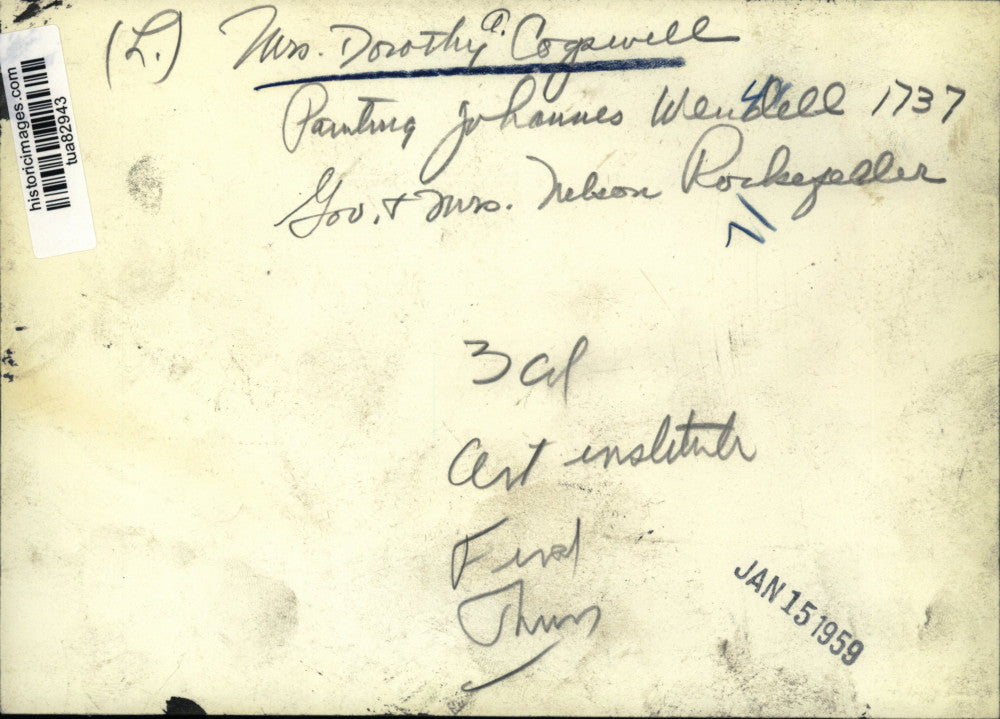 (L.) Mrs. Dorothy A. Cogswell
Painting Johannes Wendell 1737
Gov. & Mrs. Nelson Rockefeller
3 Col
Art institute
Thurs
JAN 15 1959
historicimages.com
tua82943